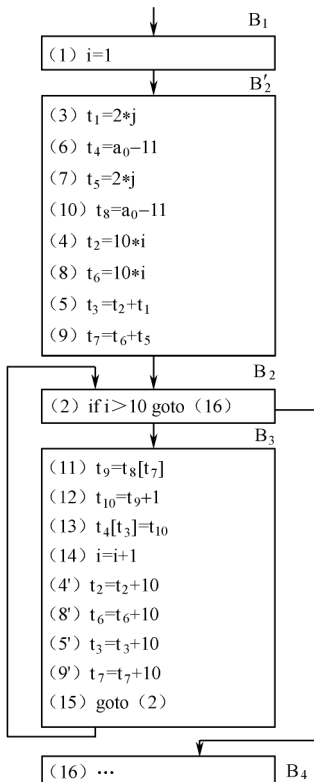 B₁
(1) i=1
B′₂
(3) t₁=2*j
(6) t₄=a₀−11
(7) t₅=2*j
(10) t₈=a₀−11
(4) t₂=10*i
(8) t₆=10*i
(5) t₃=t₂+t₁
(9) t₇=t₆+t₅
B₂
(2) if i>10 goto (16)
B₃
(11) t₉=t₈[t₇]
(12) t₁₀=t₉+1
(13) t₄[t₃]=t₁₀
(14) i=i+1
(4') t₂=t₂+10
(8') t₆=t₆+10
(5') t₃=t₃+10
(9') t₇=t₇+10
(15) goto (2)
(16) …
B₄